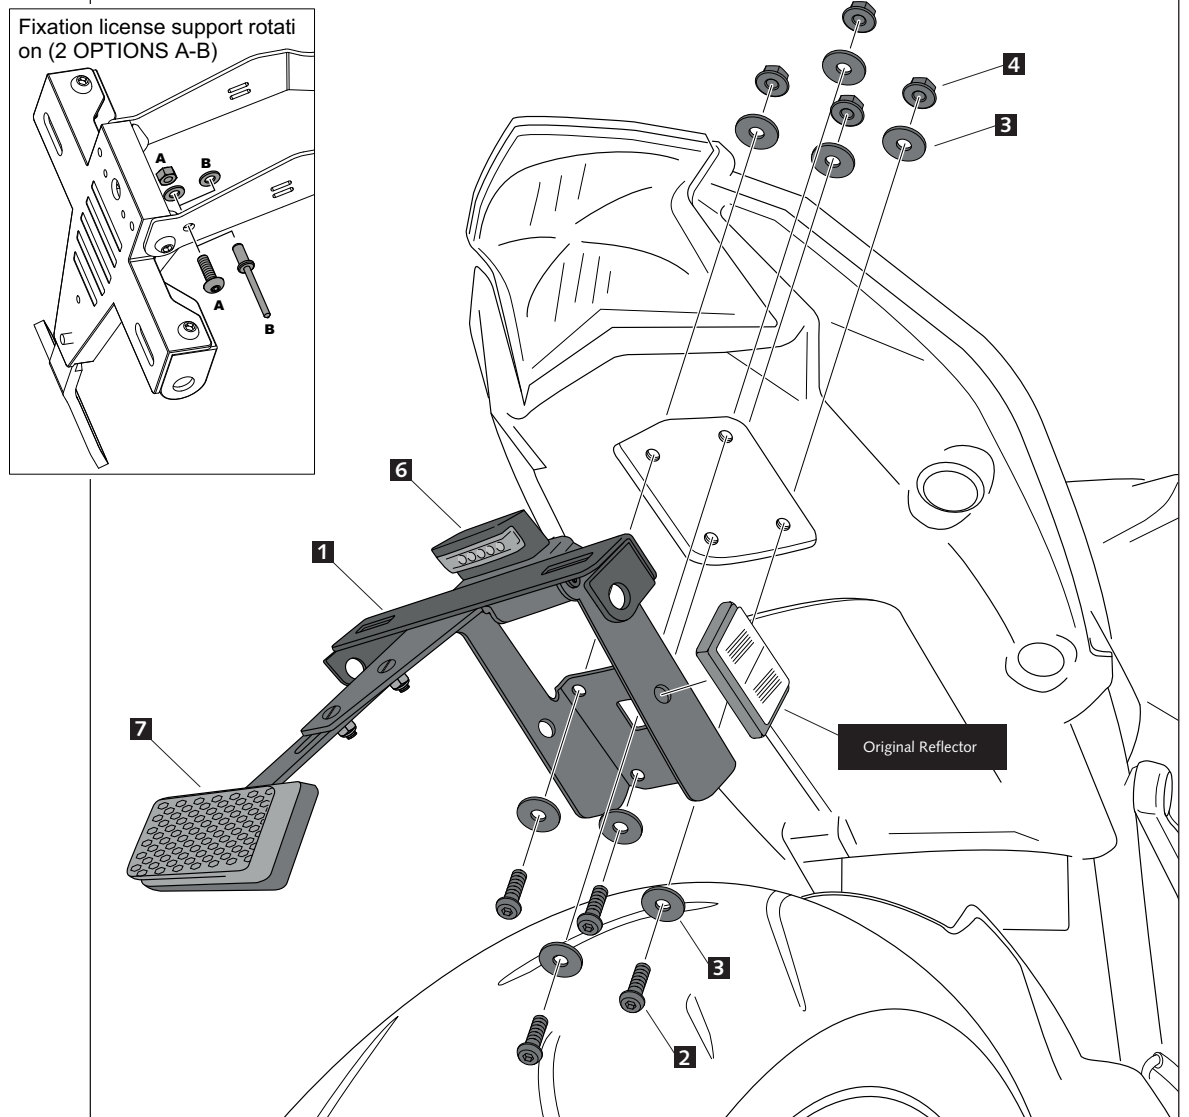 Fixation license support rotati
on (2 OPTIONS A-B)
A
B
A
B
4
3
6
1
7
Original Reflector
3
2